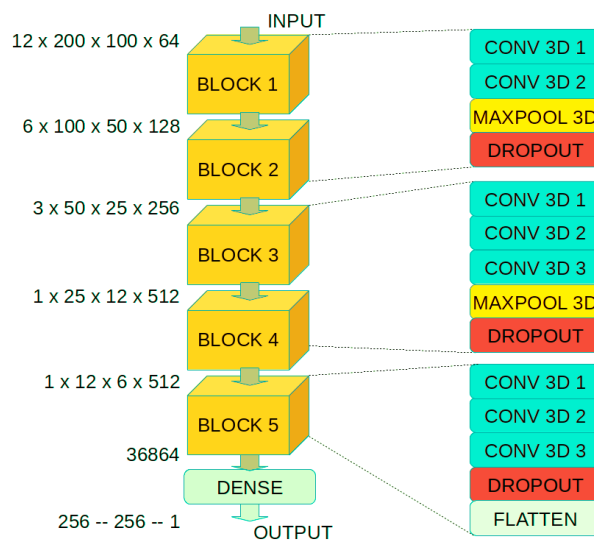 INPUT
12 x 200 x 100 x 64
BLOCK 1
6 x 100 x 50 x 128
BLOCK 2
3 x 50 x 25 x 256
BLOCK 3
1 x 25 x 12 x 512
BLOCK 4
1 x 12 x 6 x 512
BLOCK 5
36864
DENSE
256 -- 256 -- 1
OUTPUT
CONV 3D 1
CONV 3D 2
MAXPOOL 3D
DROPOUT
CONV 3D 1
CONV 3D 2
CONV 3D 3
MAXPOOL 3D
DROPOUT
CONV 3D 1
CONV 3D 2
CONV 3D 3
DROPOUT
FLATTEN